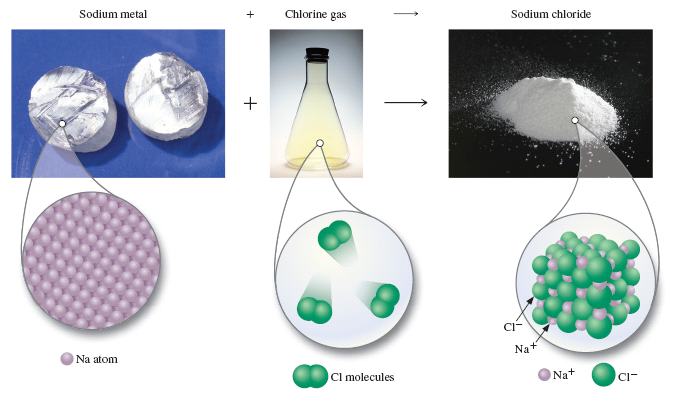 Sodium metal + Chlorine gas → Sodium chloride
+ →
Cl−
Na+
Na atom
Cl molecules
Na+ Cl−